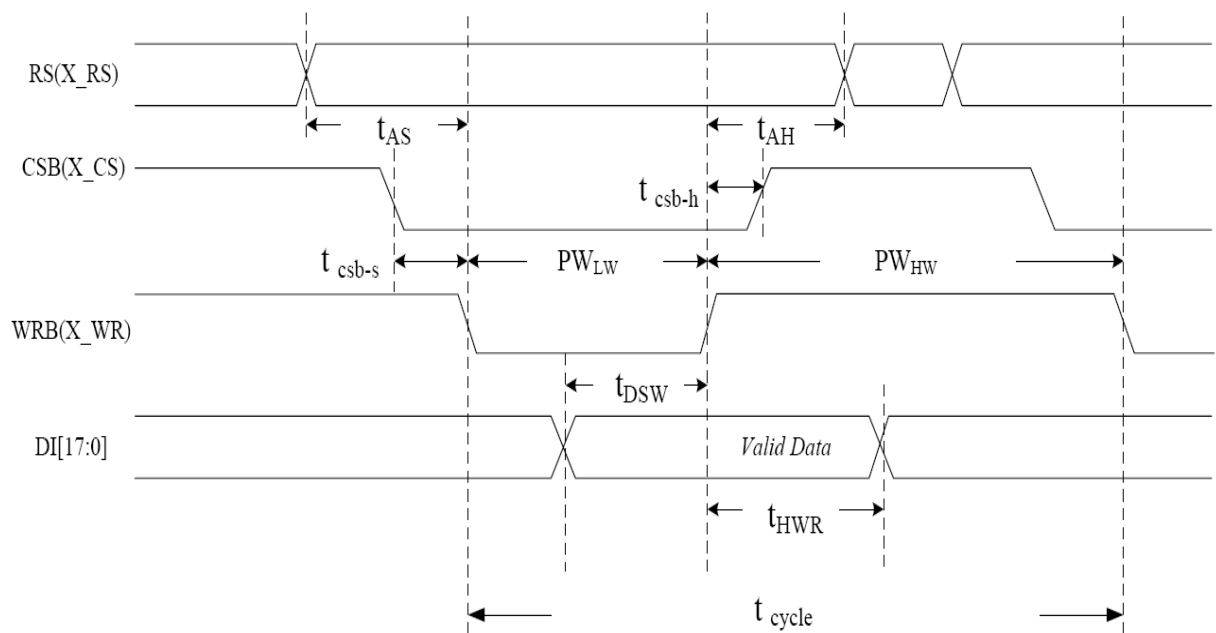 RS(X_RS)
tAS
tAH
CSB(X_CS)
t csb-h
t csb-s
PWLW
PWHW
WRB(X_WR)
tDSW
DI[17:0]
Valid Data
tHWR
t cycle